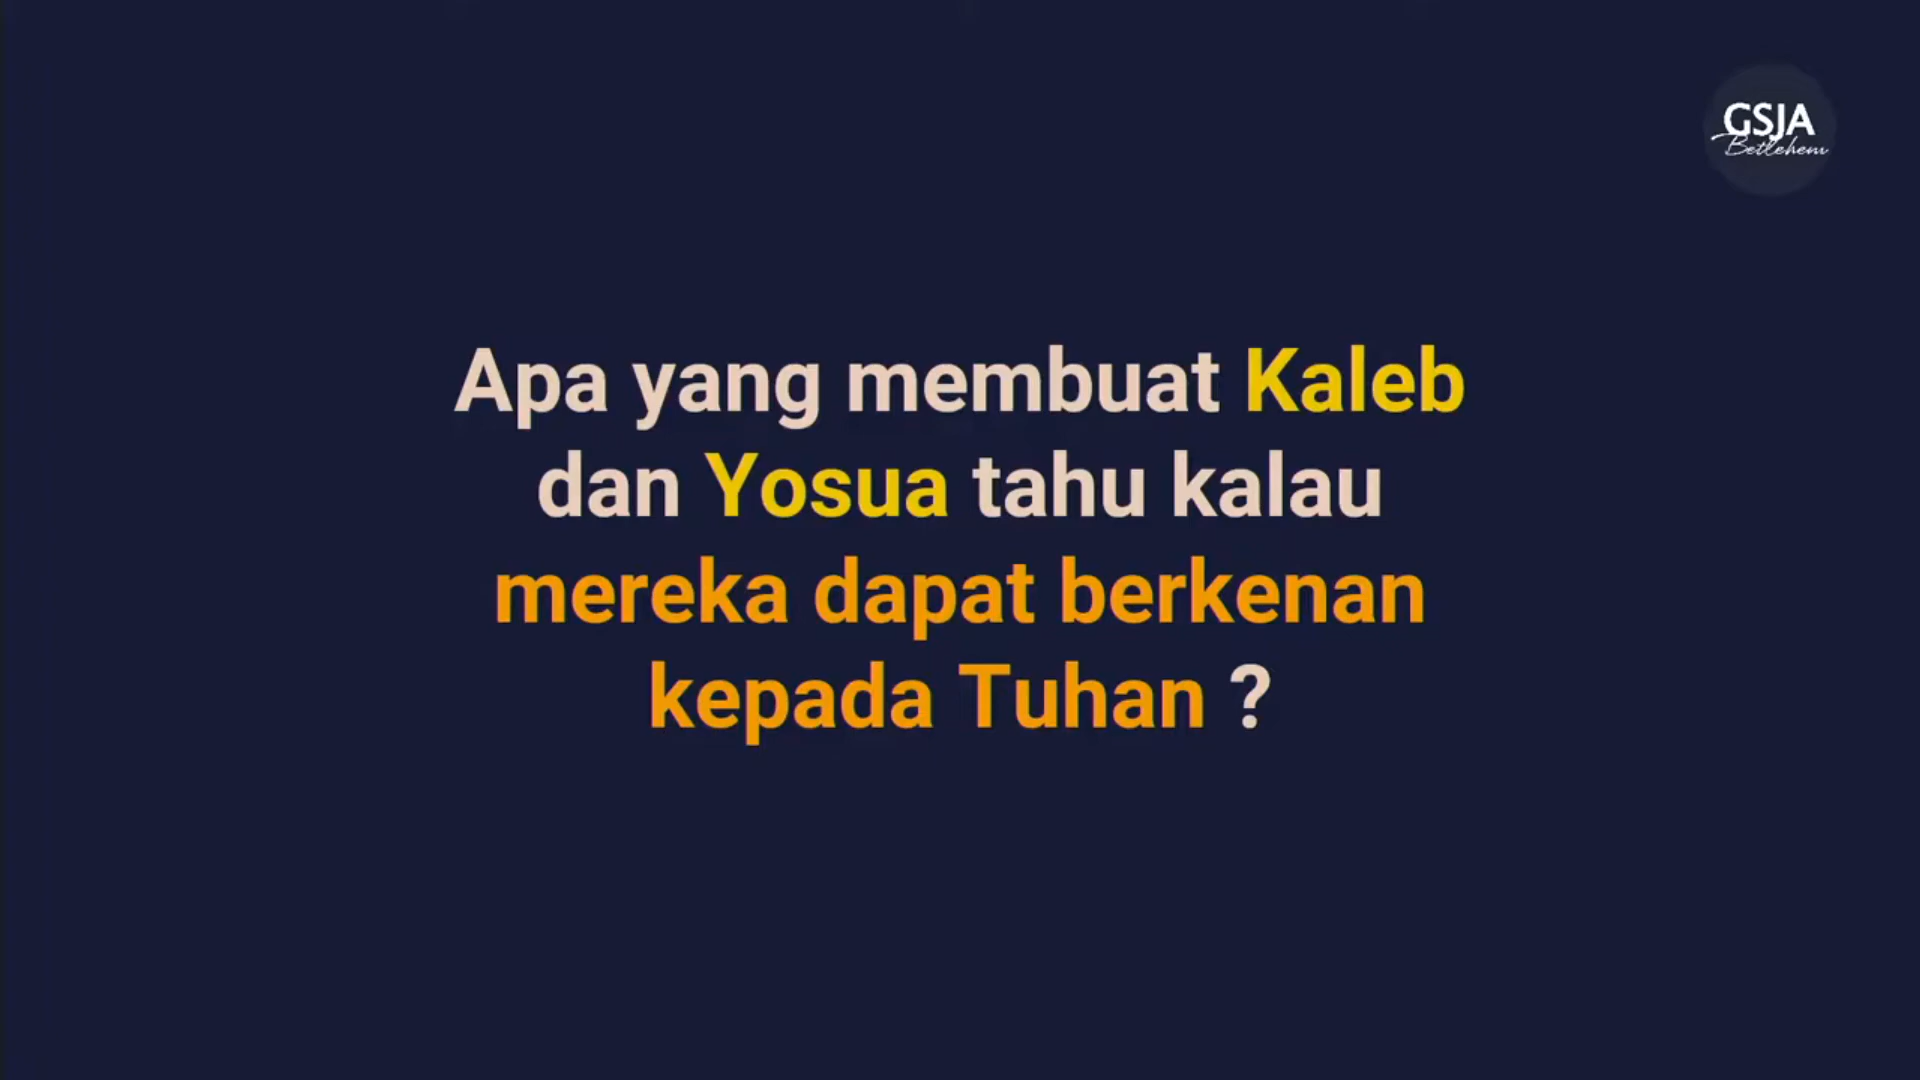 GSJA
Betlehem
Apa yang membuat Kaleb
dan Yosua tahu kalau
mereka dapat berkenan
kepada Tuhan ?